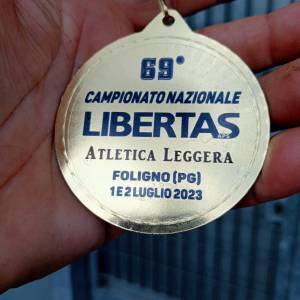 69°
CAMPIONATO NAZIONALE
LIBERTAS
ATLETICA LEGGERA
FOLIGNO (PG)
1 E 2 LUGLIO 2023